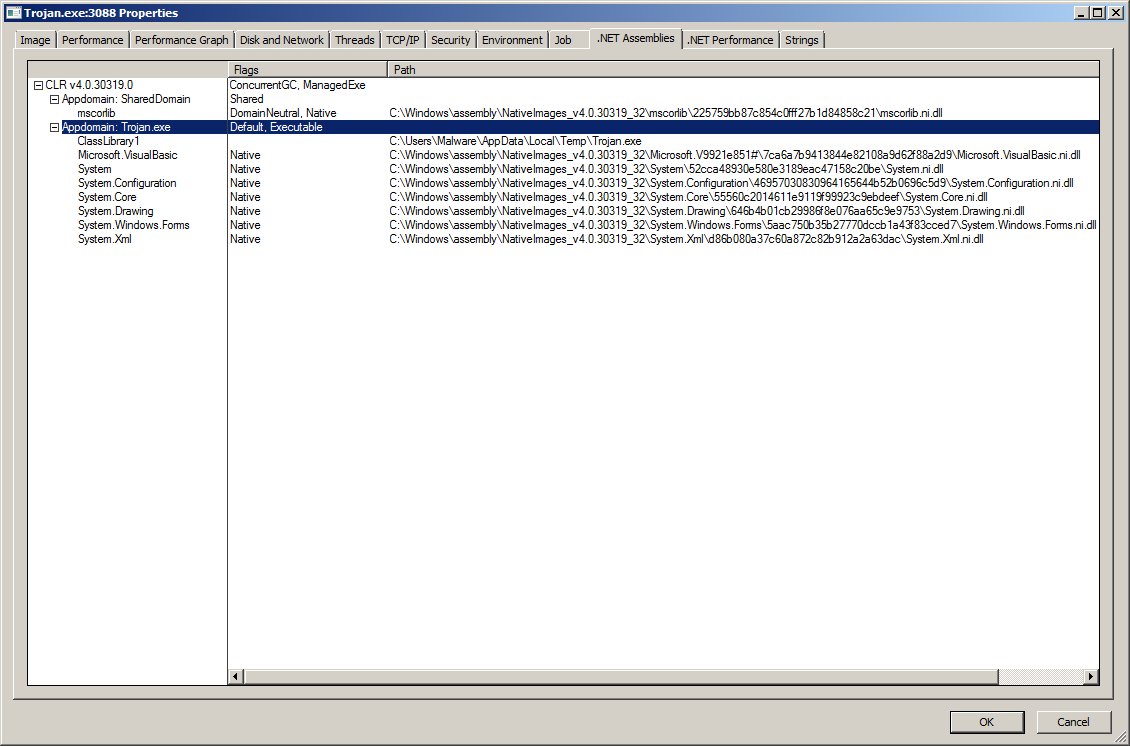 Trojan.exe:3088 Properties
Image Performance Performance Graph Disk and Network Threads TCP/IP Security Environment Job .NET Assemblies .NET Performance Strings
Flags Path
CLR v4.0.30319.0 ConcurrentGC, ManagedExe
Appdomain: SharedDomain Shared
mscorlib DomainNeutral, Native C:\Windows\assembly\NativeImages_v4.0.30319_32\mscorlib\225759bb87c854c0fff27b1d84858c21\mscorlib.ni.dll
Appdomain: Trojan.exe Default, Executable
ClassLibrary1 C:\Users\Malware\AppData\Local\Temp\Trojan.exe
Microsoft.VisualBasic Native C:\Windows\assembly\NativeImages_v4.0.30319_32\Microsoft.V9921e851#\7ca6a7b9413844e82108a9d62f88a2d9\Microsoft.VisualBasic.ni.dll
System Native C:\Windows\assembly\NativeImages_v4.0.30319_32\System\52cca48930e580e3189eac47158c20be\System.ni.dll
System.Configuration Native C:\Windows\assembly\NativeImages_v4.0.30319_32\System.Configuration\46957030830964165644b52b0696c5d9\System.Configuration.ni.dll
System.Core Native C:\Windows\assembly\NativeImages_v4.0.30319_32\System.Core\55560c2014611e9119f99923c9ebdeef\System.Core.ni.dll
System.Drawing Native C:\Windows\assembly\NativeImages_v4.0.30319_32\System.Drawing\646b4b01cb29986f8e076aa65c9e9753\System.Drawing.ni.dll
System.Windows.Forms Native C:\Windows\assembly\NativeImages_v4.0.30319_32\System.Windows.Forms\5aac750b35b27770dccb1a43f83cced7\System.Windows.Forms.ni.dll
System.Xml Native C:\Windows\assembly\NativeImages_v4.0.30319_32\System.Xml\d86b080a37c60a872c82b912a2a63dac\System.Xml.ni.dll
OK Cancel